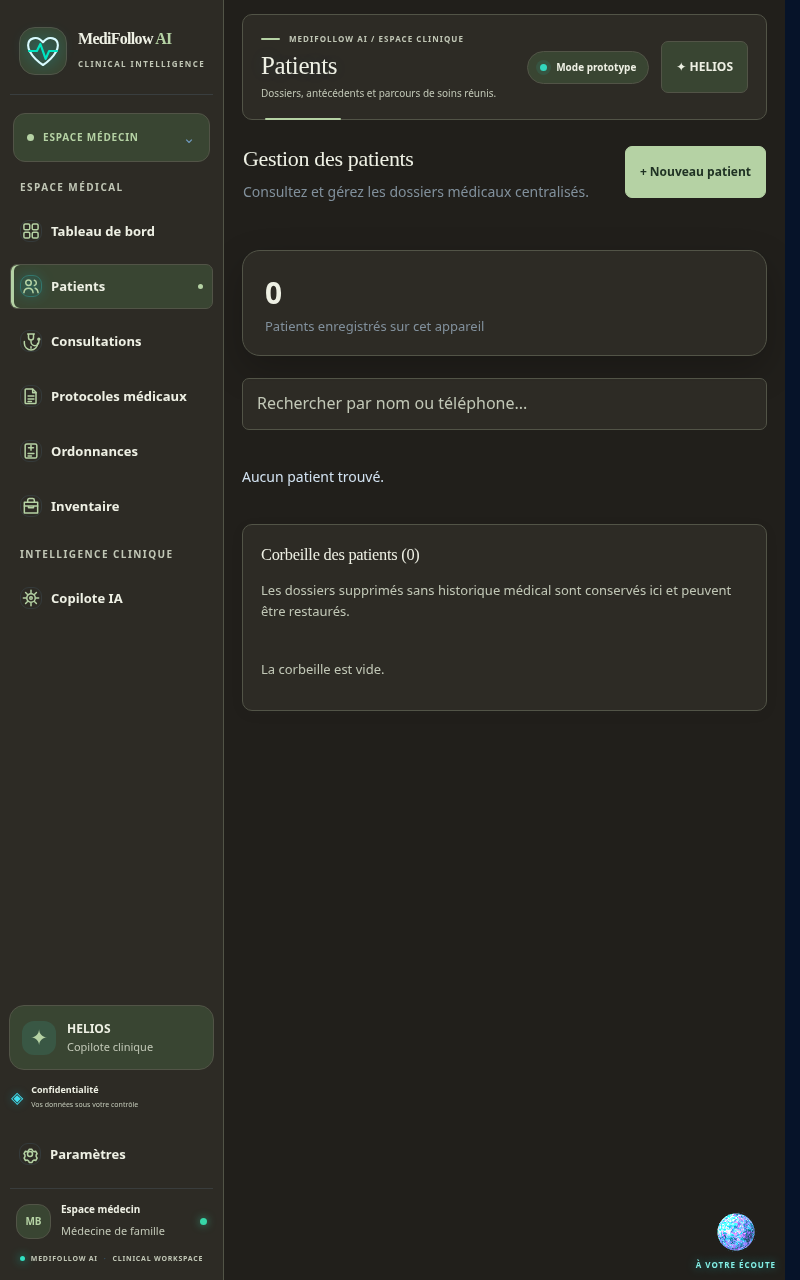 MediFollow AI
CLINICAL INTELLIGENCE
ESPACE MÉDECIN
ESPACE MÉDICAL
Tableau de bord
Patients
Consultations
Protocoles médicaux
Ordonnances
Inventaire
INTELLIGENCE CLINIQUE
Copilote IA
HELIOS
Copilote clinique
Confidentialité
Vos données sous votre contrôle
Paramètres
MB
Espace médecin
Médecine de famille
MEDIFOLLOW AI · CLINICAL WORKSPACE
MEDIFOLLOW AI / ESPACE CLINIQUE
Patients
Dossiers, antécédents et parcours de soins réunis.
Mode prototype
✦ HELIOS
Gestion des patients
Consultez et gérez les dossiers médicaux centralisés.
+ Nouveau patient
0
Patients enregistrés sur cet appareil
Rechercher par nom ou téléphone...
Aucun patient trouvé.
Corbeille des patients (0)
Les dossiers supprimés sans historique médical sont conservés ici et peuvent
être restaurés.
La corbeille est vide.
À VOTRE ÉCOUTE